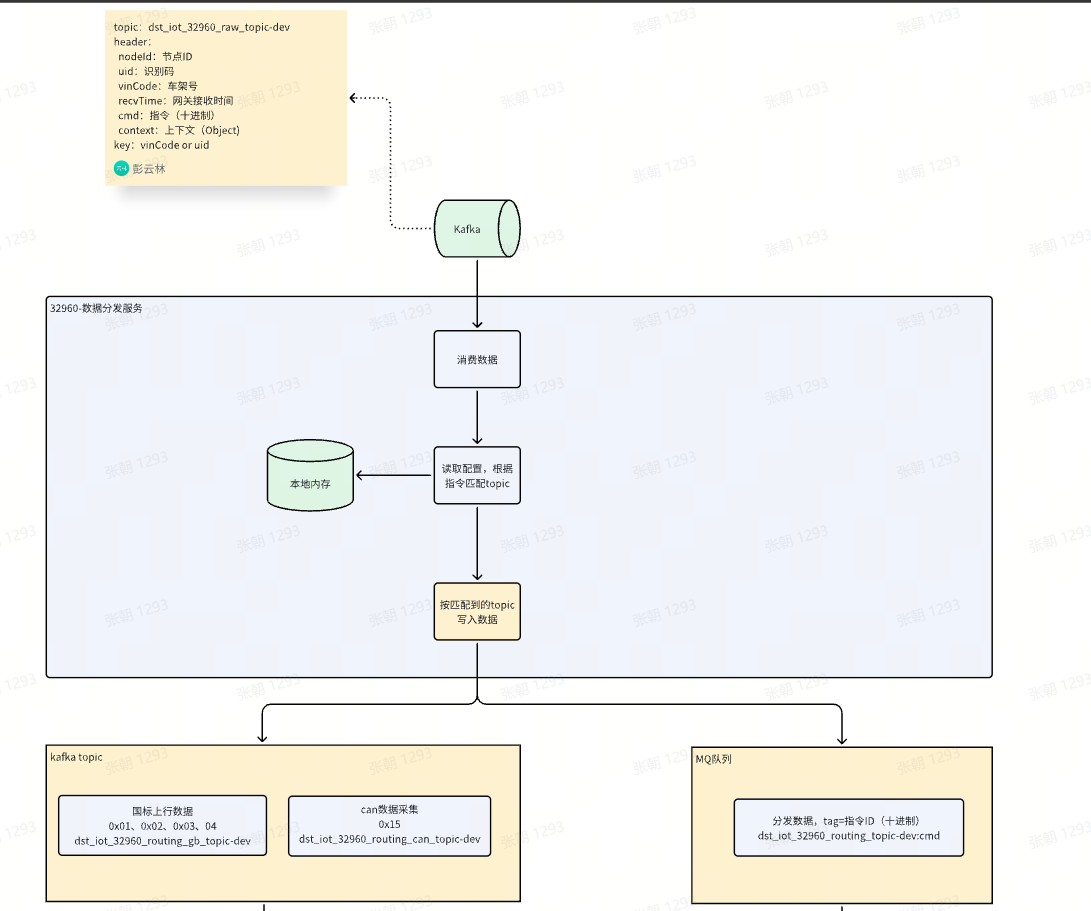 topic：dst_iot_32960_raw_topic-dev
header：
nodeId：节点ID
uid：识别码
vinCode：车架号
recvTime：网关接收时间
cmd：指令（十进制）
context：上下文（Object)
key：vinCode or uid
彭云林
Kafka
32960-数据分发服务
消费数据
读取配置，根据
指令匹配topic
本地内存
按匹配到的topic
写入数据
kafka topic
国标上行数据
0x01、0x02、0x03、04
dst_iot_32960_routing_gb_topic-dev
can数据采集
0x15
dst_iot_32960_routing_can_topic-dev
MQ队列
分发数据，tag=指令ID（十进制）
dst_iot_32960_routing_topic-dev:cmd
张朝 1293